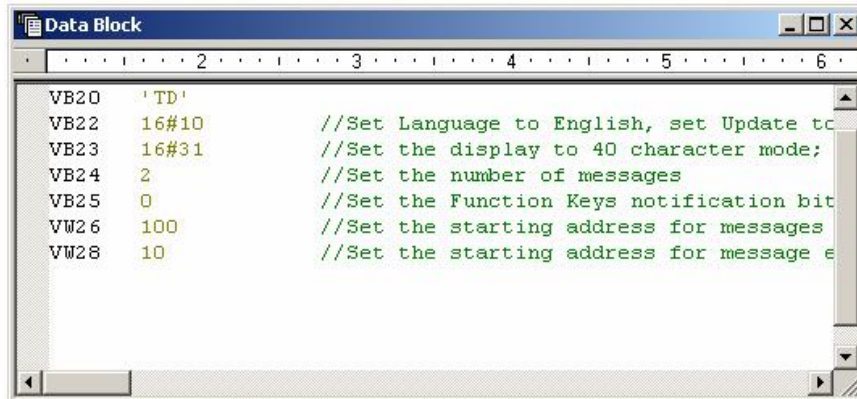 Data Block
2 3 4 5 6
VB20 'TD'
VB22 16#10 //Set Language to English, set Update to
VB23 16#31 //Set the display to 40 character mode;
VB24 2 //Set the number of messages
VB25 0 //Set the Function Keys notification bit
VW26 100 //Set the starting address for messages
VW28 10 //Set the starting address for message e